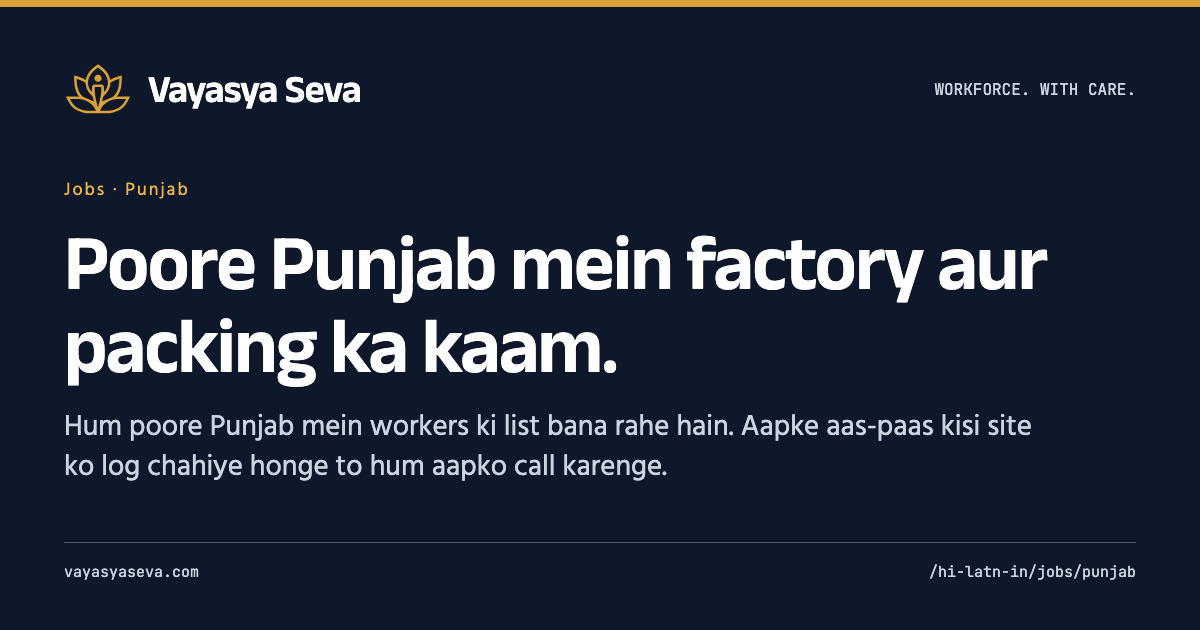 Vayasya Seva
WORKFORCE. WITH CARE.
Jobs · Punjab
Poore Punjab mein factory aur
packing ka kaam.
Hum poore Punjab mein workers ki list bana rahe hain. Aapke aas-paas kisi site
ko log chahiye honge to hum aapko call karenge.
vayasyaseva.com
/hi-latn-in/jobs/punjab